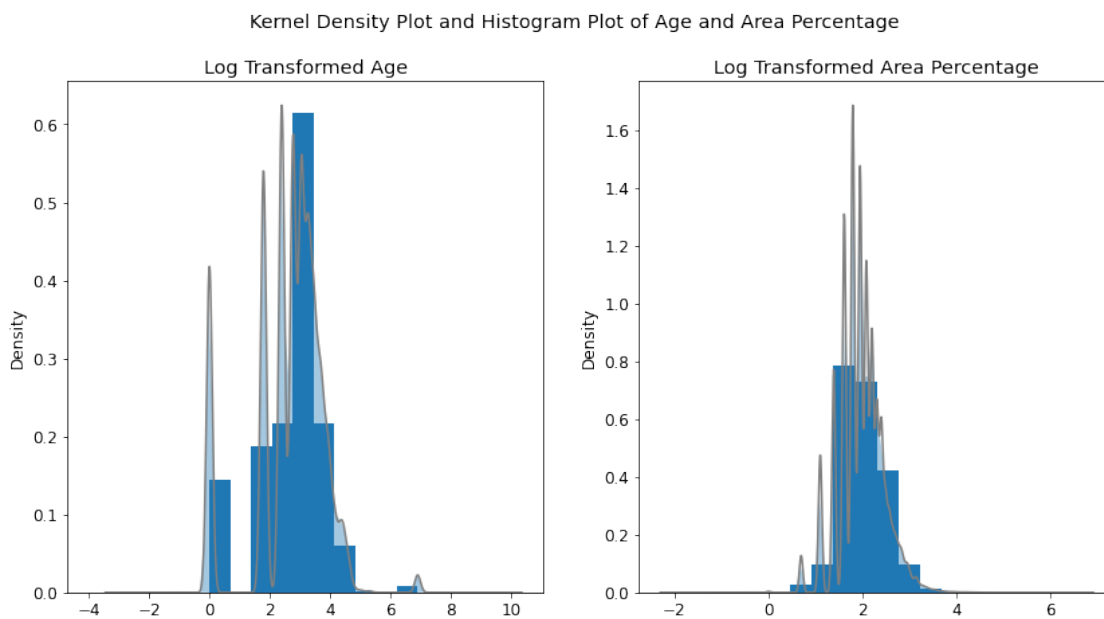 Kernel Density Plot and Histogram Plot of Age and Area Percentage
Log Transformed Age
Density
0.6
0.5
0.4
0.3
0.2
0.1
0.0
−4 −2 0 2 4 6 8 10
Log Transformed Area Percentage
Density
1.6
1.4
1.2
1.0
0.8
0.6
0.4
0.2
0.0
−2 0 2 4 6